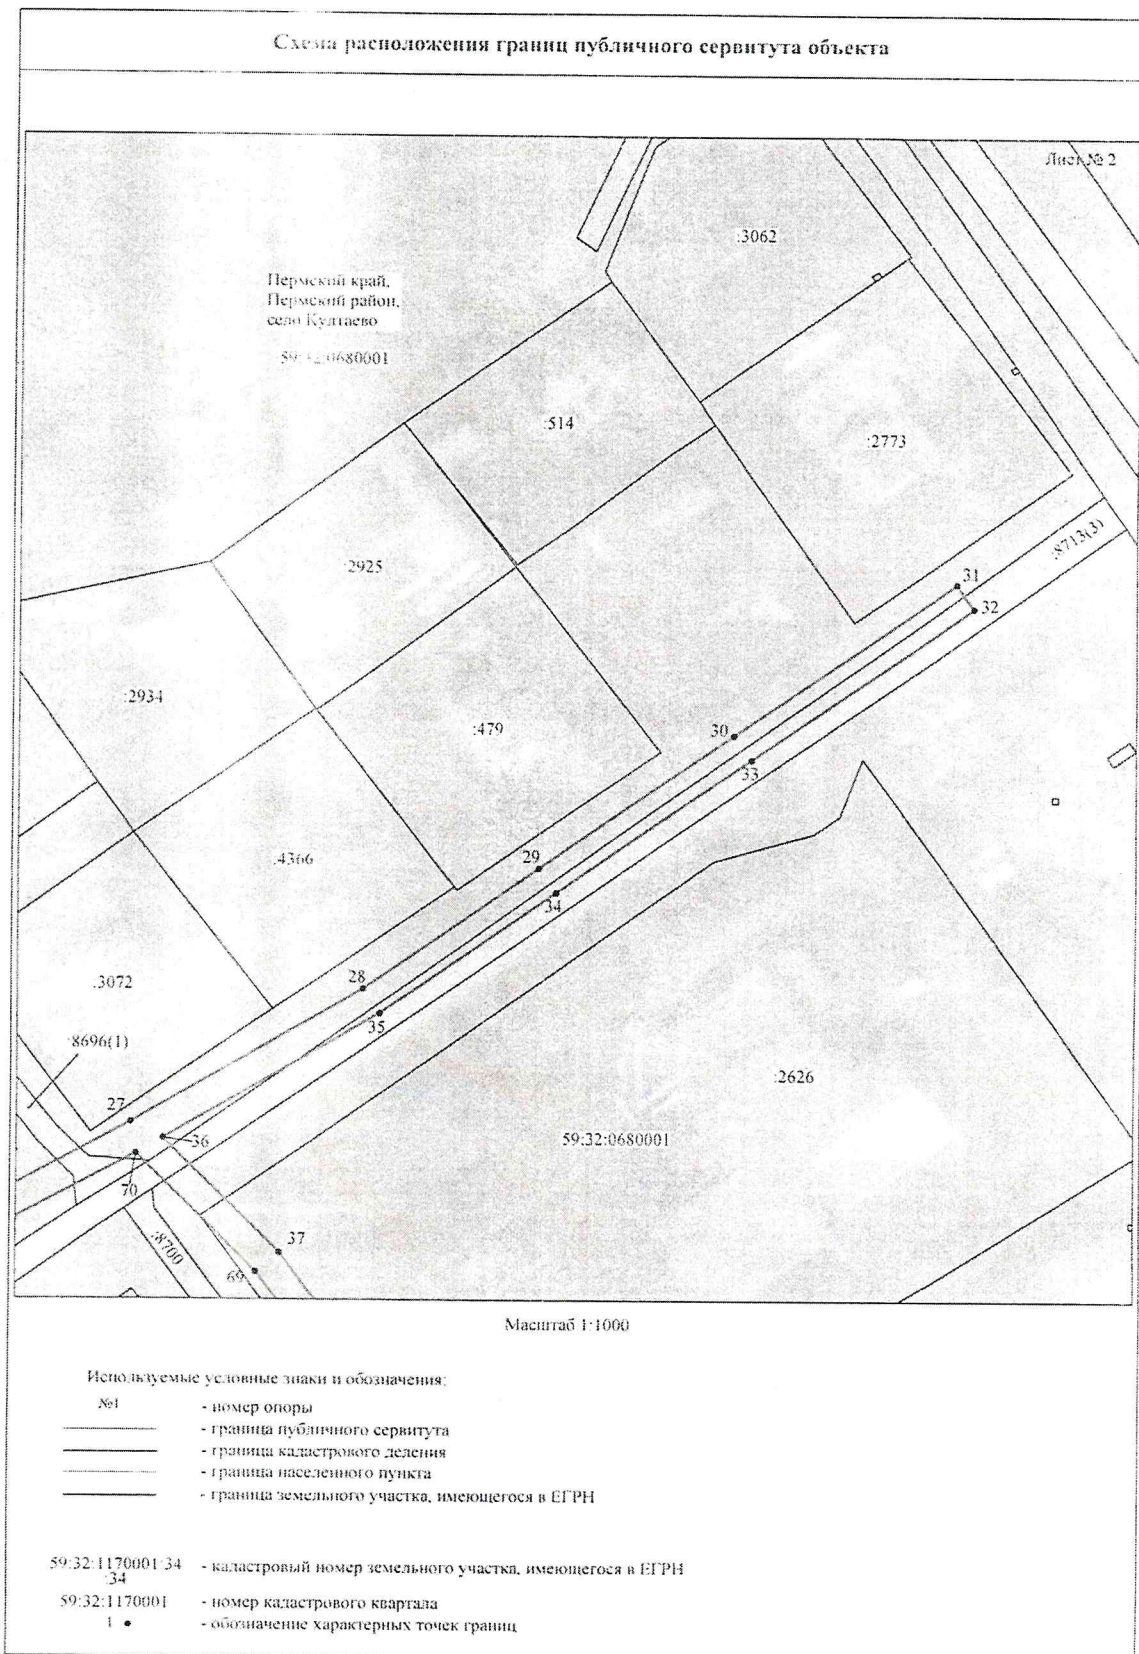 Схема расположения границ публичного сервитута объекта
Лист № 2
:3062
Пермский край,
Пермский район,
село Култаево
59:32:0680001
:514
:2773
:8713(3)
:2925
31
32
:2934
:479
30
33
29
:4366
34
28
:3072
35
:8696(1)
:2626
27
36
59:32:0680001
70
37
:8700
69
Масштаб 1:1000
Используемые условные знаки и обозначения:
№1 - номер опоры
- граница публичного сервитута
- граница кадастрового деления
- граница населенного пункта
- граница земельного участка, имеющегося в ЕГРН
59:32:1170001:34 - кадастровый номер земельного участка, имеющегося в ЕГРН
:34
59:32:1170001 - номер кадастрового квартала
1 - обозначение характерных точек границ